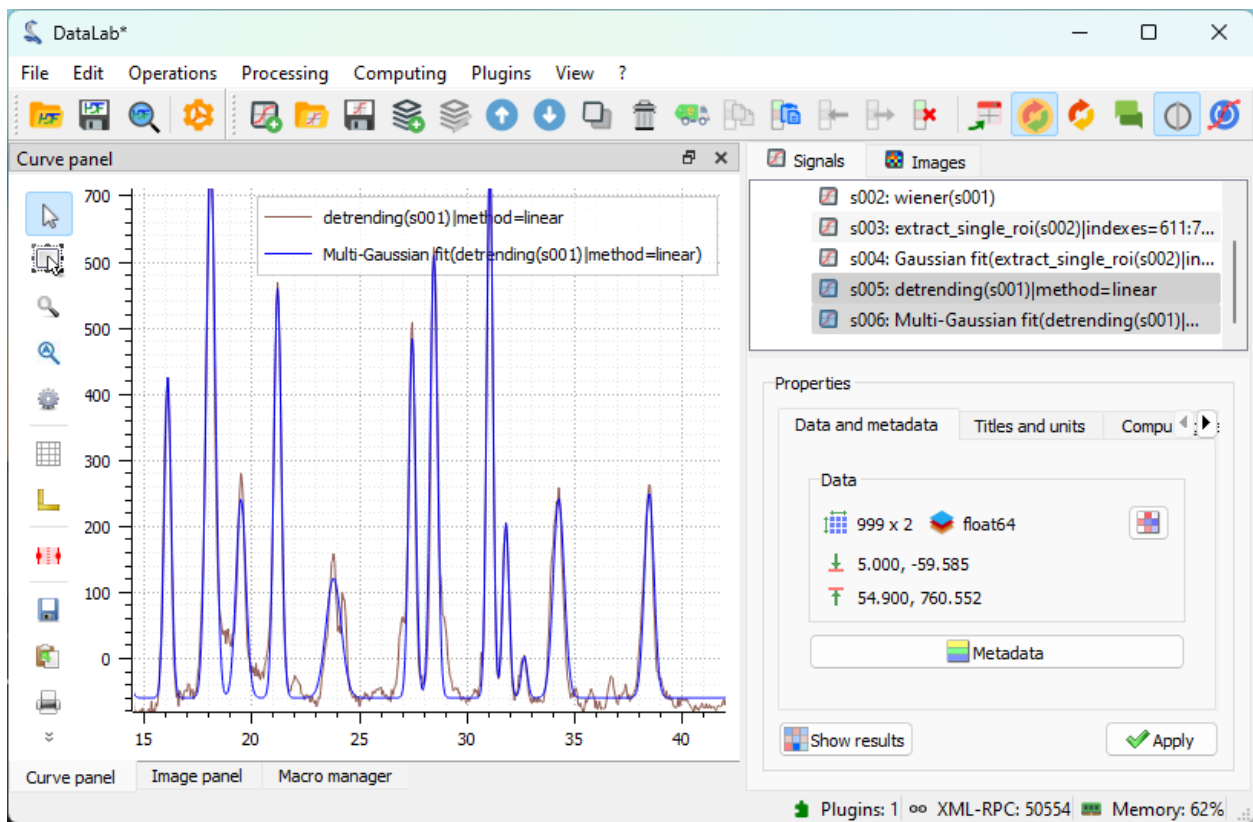 DataLab*
File Edit Operations Processing Computing Plugins View ?
Curve panel
700
600
500
400
300
200
100
0
15 20 25 30 35 40
detrending(s001)|method=linear
Multi-Gaussian fit(detrending(s001)|method=linear)
Curve panel Image panel Macro manager
Signals Images
s002: wiener(s001)
s003: extract_single_roi(s002)|indexes=611:7...
s004: Gaussian fit(extract_single_roi(s002)|in...
s005: detrending(s001)|method=linear
s006: Multi-Gaussian fit(detrending(s001)|...
Properties
Data and metadata Titles and units Compu
Data
999 x 2 float64
5.000, -59.585
54.900, 760.552
Metadata
Show results Apply
Plugins: 1 XML-RPC: 50554 Memory: 62%